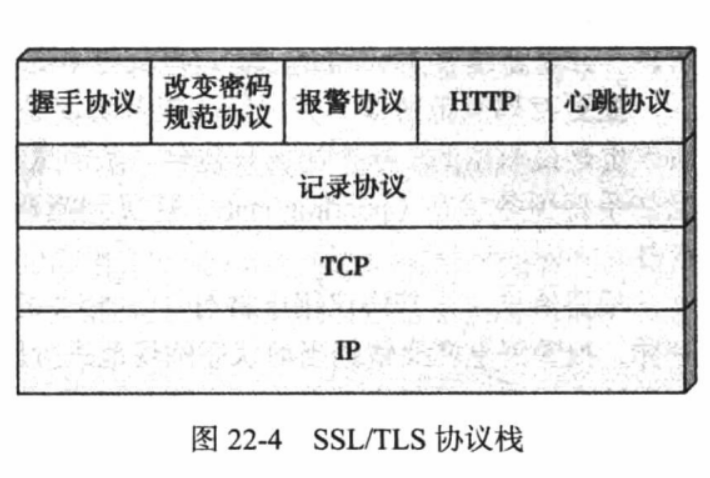 握手协议
改变密码
规范协议
报警协议
HTTP
心跳协议
记录协议
TCP
IP
图 22-4 SSL/TLS 协议栈